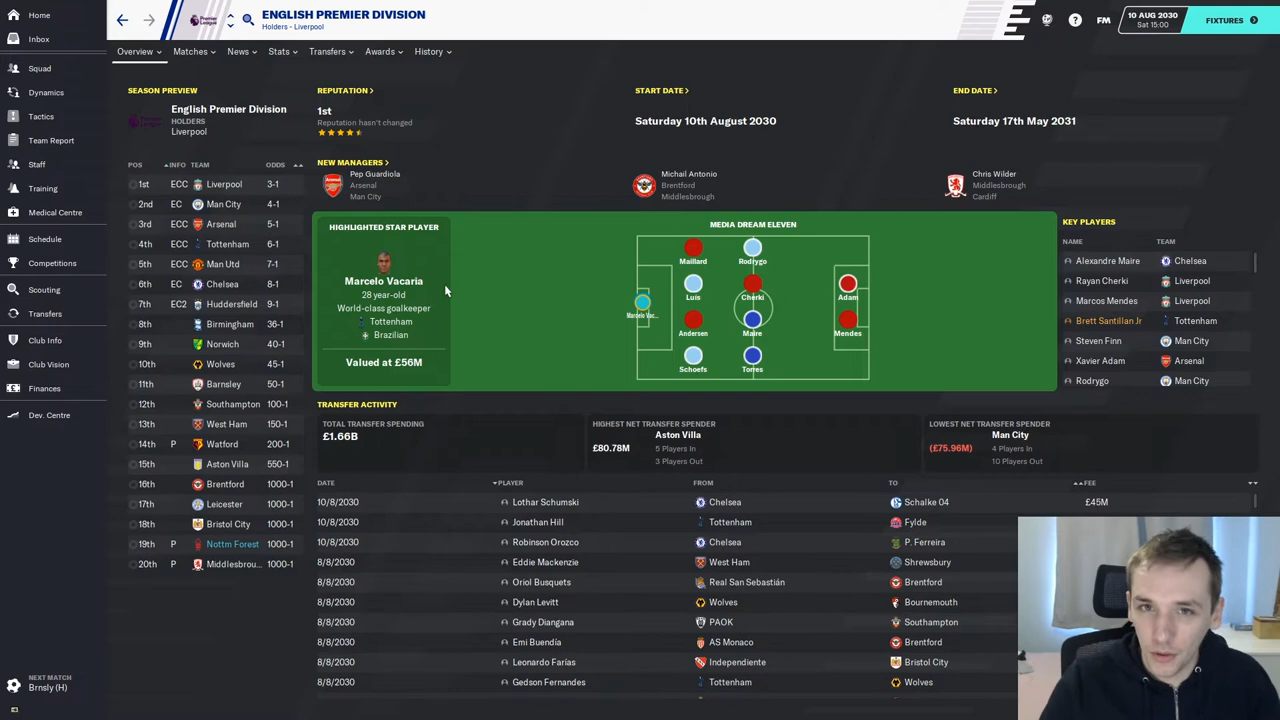 Home
Inbox
Squad
Dynamics
Tactics
Team Report
Staff
Training
Medical Centre
Schedule
Competitions
Scouting
Transfers
Club Info
Club Vision
Finances
Dev. Centre
NEXT MATCH
Brnsly (H)
ENGLISH PREMIER DIVISION
Holders - Liverpool
FM
10 AUG 2030
Sat 15:00
FIXTURES
Overview Matches News Stats Transfers Awards History
SEASON PREVIEW
English Premier Division
HOLDERS
Liverpool
REPUTATION >
1st
Reputation hasn't changed
START DATE >
Saturday 10th August 2030
END DATE >
Saturday 17th May 2031
NEW MANAGERS >
Pep Guardiola
Arsenal
Man City
Michail Antonio
Brentford
Middlesbrough
Chris Wilder
Middlesbrough
Cardiff
POS INFO TEAM ODDS
1st ECC Liverpool 3-1
2nd EC Man City 4-1
3rd ECC Arsenal 5-1
4th ECC Tottenham 6-1
5th ECC Man Utd 7-1
6th EC Chelsea 8-1
7th EC2 Huddersfield 9-1
8th Birmingham 36-1
9th Norwich 40-1
10th Wolves 45-1
11th Barnsley 50-1
12th Southampton 100-1
13th West Ham 150-1
14th P Watford 200-1
15th Aston Villa 550-1
16th Brentford 1000-1
17th Leicester 1000-1
18th Bristol City 1000-1
19th P Nottm Forest 1000-1
20th P Middlesbrou... 1000-1
HIGHLIGHTED STAR PLAYER
Marcelo Vacaria
28 year-old
World-class goalkeeper
Tottenham
Brazilian
Valued at £56M
MEDIA DREAM ELEVEN
Maillard
Rodrygo
Luis
Cherki
Adam
Marcelo Vac...
Andersen
Maire
Mendes
Schoefs
Torres
KEY PLAYERS
NAME TEAM
Alexandre Maire Chelsea
Rayan Cherki Liverpool
Marcos Mendes Liverpool
Brett Santillan Jr Tottenham
Steven Finn Man City
Xavier Adam Arsenal
Rodrygo Man City
TRANSFER ACTIVITY
TOTAL TRANSFER SPENDING
£1.66B
HIGHEST NET TRANSFER SPENDER
£80.78M
Aston Villa
5 Players In
3 Players Out
LOWEST NET TRANSFER SPENDER
(£75.96M)
Man City
4 Players In
10 Players Out
DATE PLAYER FROM TO FEE
10/8/2030 Lothar Schumski Chelsea Schalke 04 £45M
10/8/2030 Jonathan Hill Tottenham Fylde
10/8/2030 Robinson Orozco Chelsea P. Ferreira
8/8/2030 Eddie Mackenzie West Ham Shrewsbury
8/8/2030 Oriol Busquets Real San Sebastián Brentford
8/8/2030 Dylan Levitt Wolves Bournemouth
8/8/2030 Grady Diangana PAOK Southampton
8/8/2030 Emi Buendía AS Monaco Brentford
8/8/2030 Leonardo Farías Independiente Bristol City
8/8/2030 Gedson Fernandes Tottenham Wolves